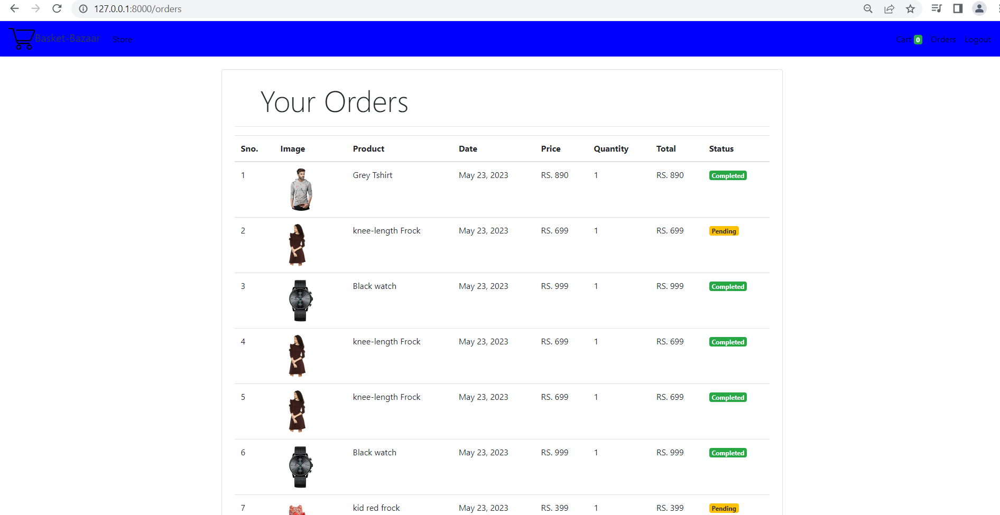 127.0.0.1:8000/orders
Basket-Bazaar Store Cart 0 Orders Logout
Your Orders
Sno. Image Product Date Price Quantity Total Status
1 Grey Tshirt May 23, 2023 RS. 890 1 RS. 890 Completed
2 knee-length Frock May 23, 2023 RS. 699 1 RS. 699 Pending
3 Black watch May 23, 2023 RS. 999 1 RS. 999 Completed
4 knee-length Frock May 23, 2023 RS. 699 1 RS. 699 Completed
5 knee-length Frock May 23, 2023 RS. 699 1 RS. 699 Completed
6 Black watch May 23, 2023 RS. 999 1 RS. 999 Completed
7 kid red frock May 23, 2023 RS. 399 1 RS. 399 Pending